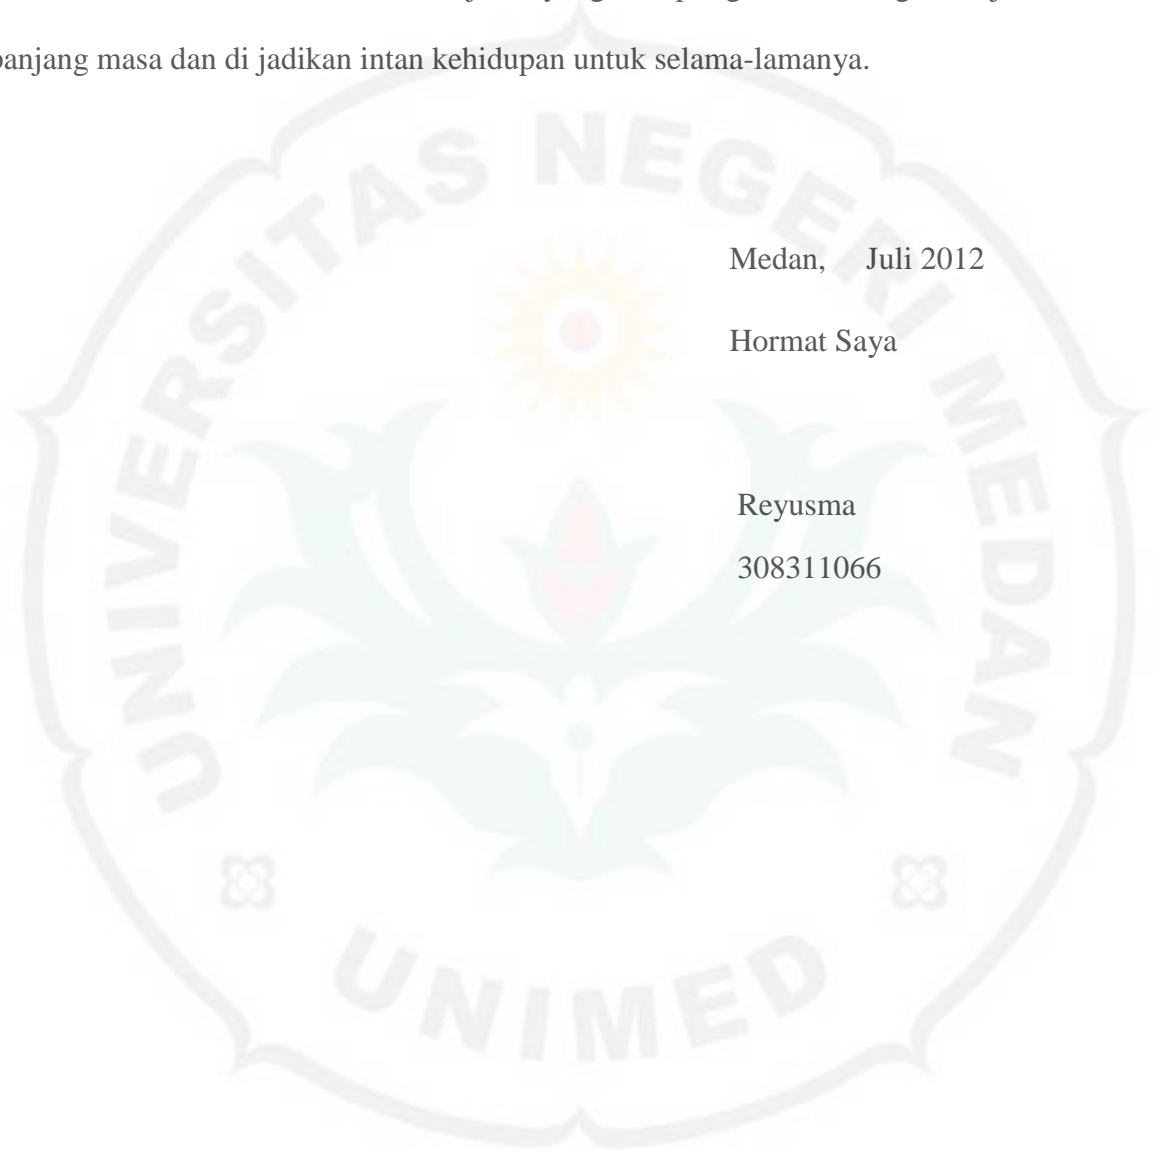 panjang masa dan di jadikan intan kehidupan untuk selama-lamanya.
UNIVERSITAS NEGERI MEDAN
Medan, Juli 2012
Hormat Saya
Reyusma
308311066
UNIMED